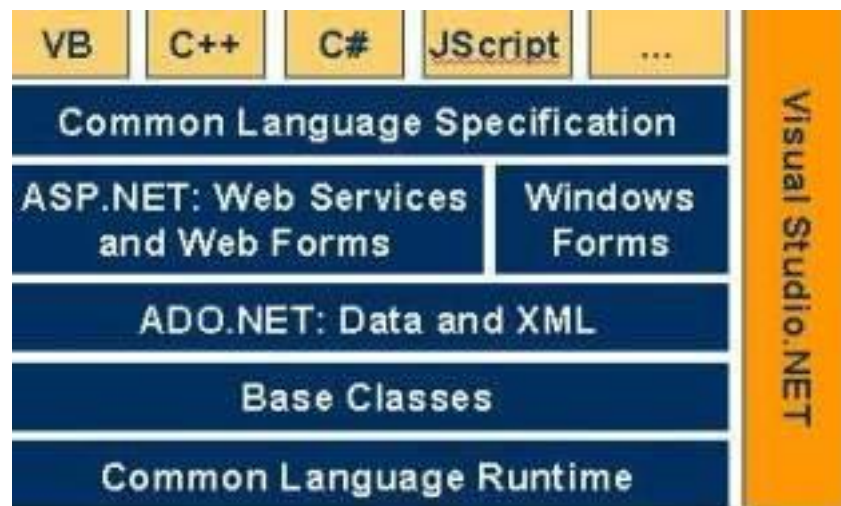 VB C++ C# JScript ...
Common Language Specification
ASP.NET: Web Services
and Web Forms
Windows
Forms
ADO.NET: Data and XML
Base Classes
Common Language Runtime
Visual Studio.NET